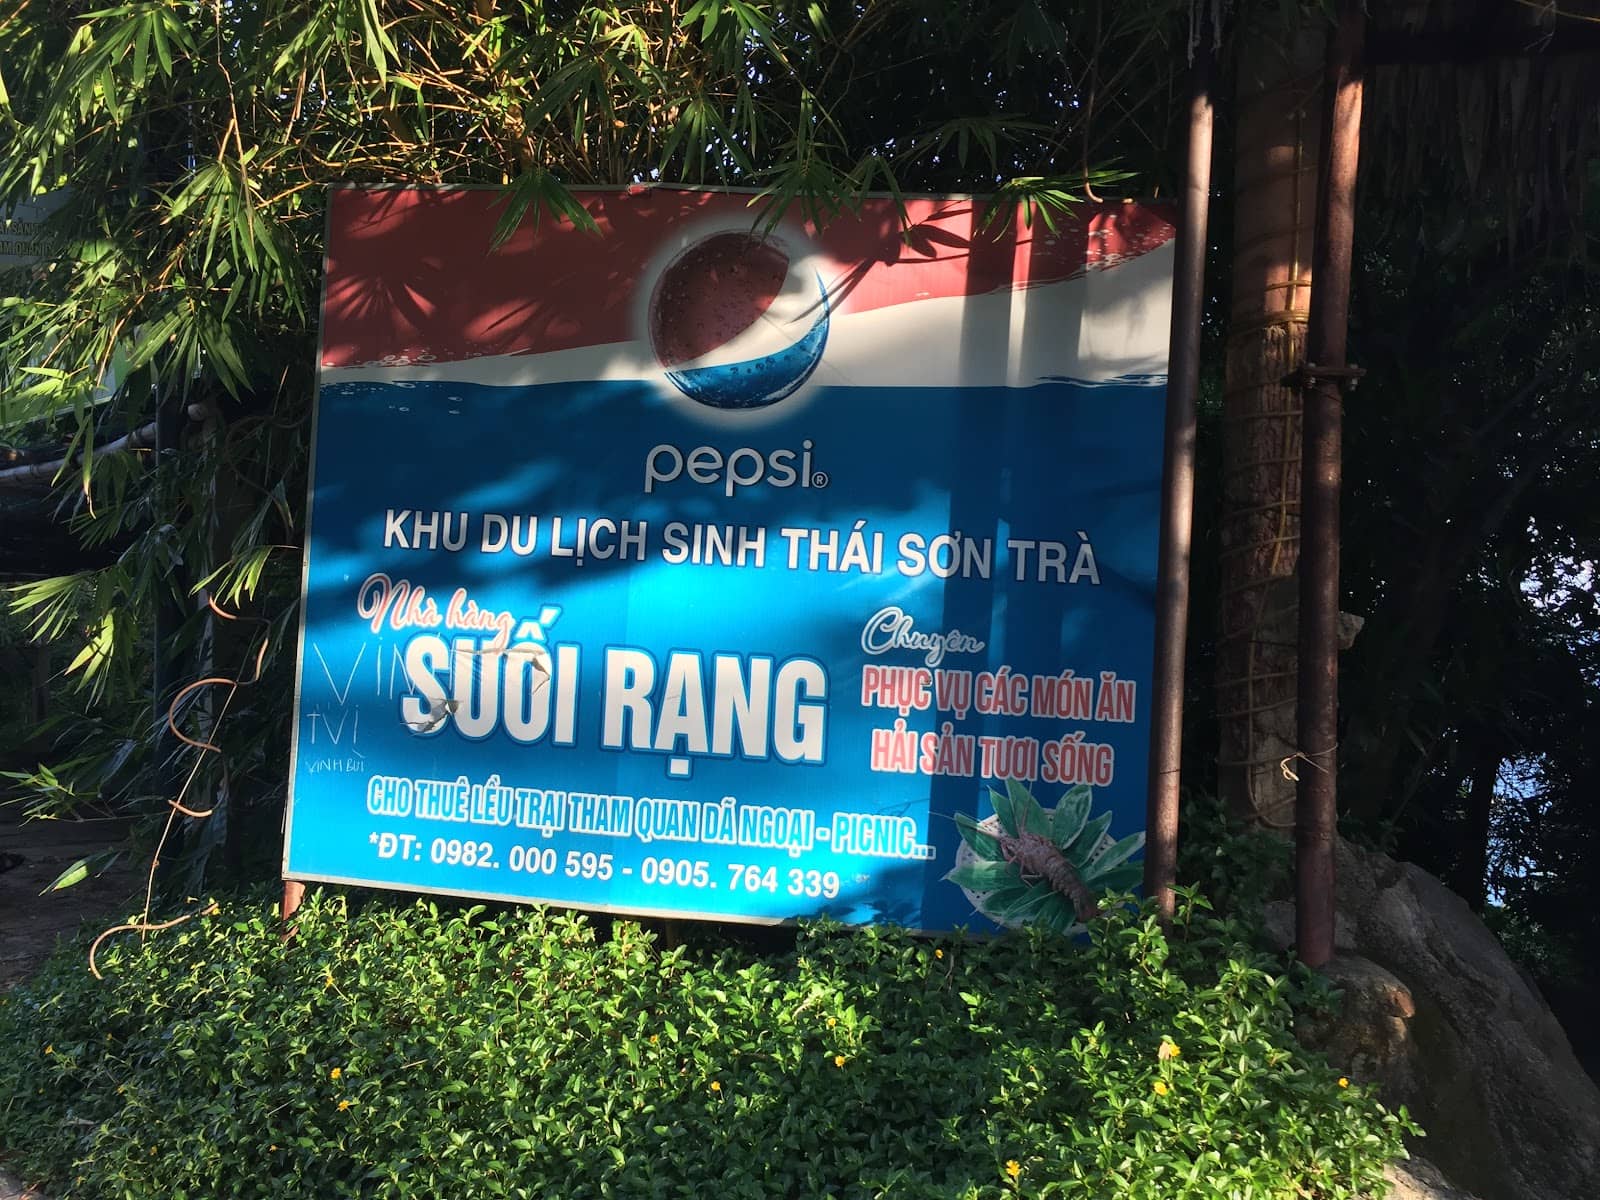 pepsi®
KHU DU LỊCH SINH THÁI SƠN TRÀ
Nhà hàng
SUỐI RẠNG
Chuyên
PHỤC VỤ CÁC MÓN ĂN
HẢI SẢN TƯƠI SỐNG
CHO THUÊ LỀU TRẠI THAM QUAN DÃ NGOẠI - PICNIC...
*ĐT: 0982. 000 595 - 0905. 764 339
VINH BÙI